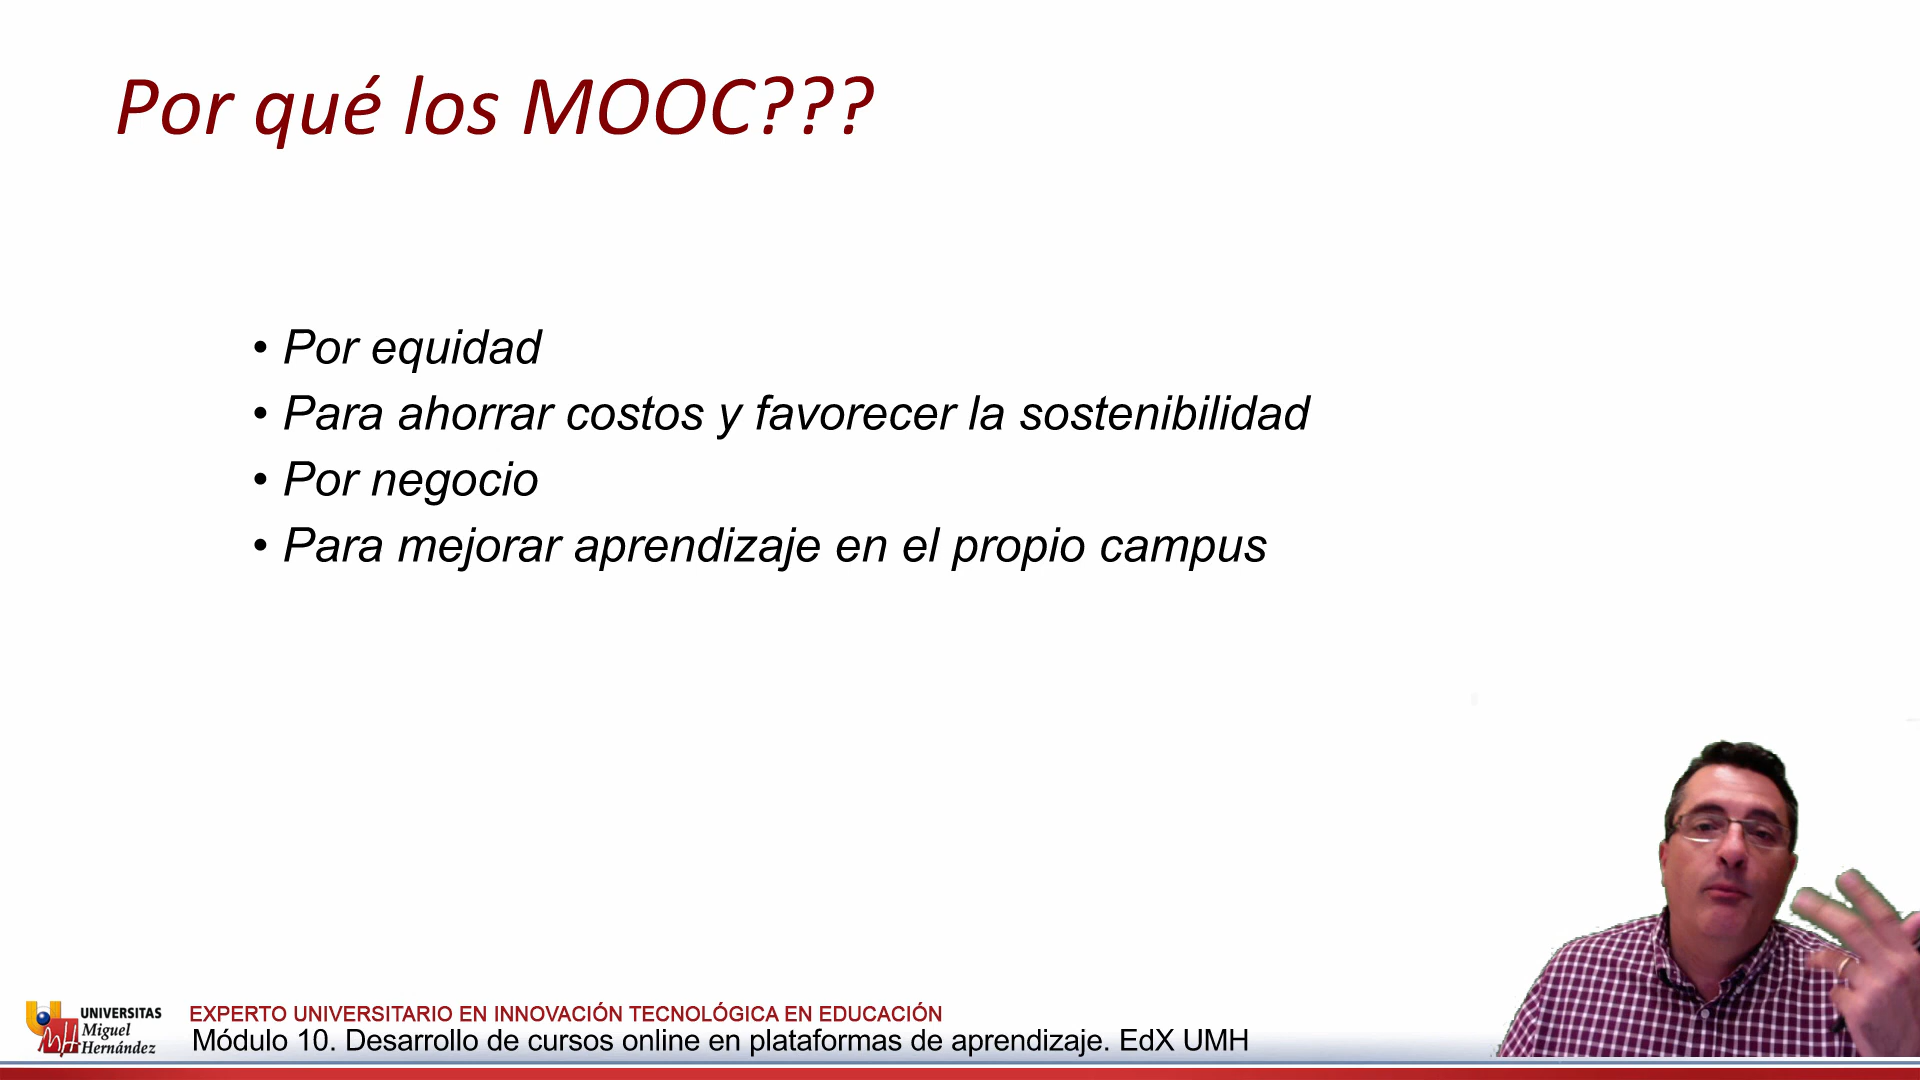 Por qué los MOOC???
• Por equidad
• Para ahorrar costos y favorecer la sostenibilidad
• Por negocio
• Para mejorar aprendizaje en el propio campus
UNIVERSITAS
Miguel
Hernández
EXPERTO UNIVERSITARIO EN INNOVACIÓN TECNOLÓGICA EN EDUCACIÓN
Módulo 10. Desarrollo de cursos online en plataformas de aprendizaje. EdX UMH